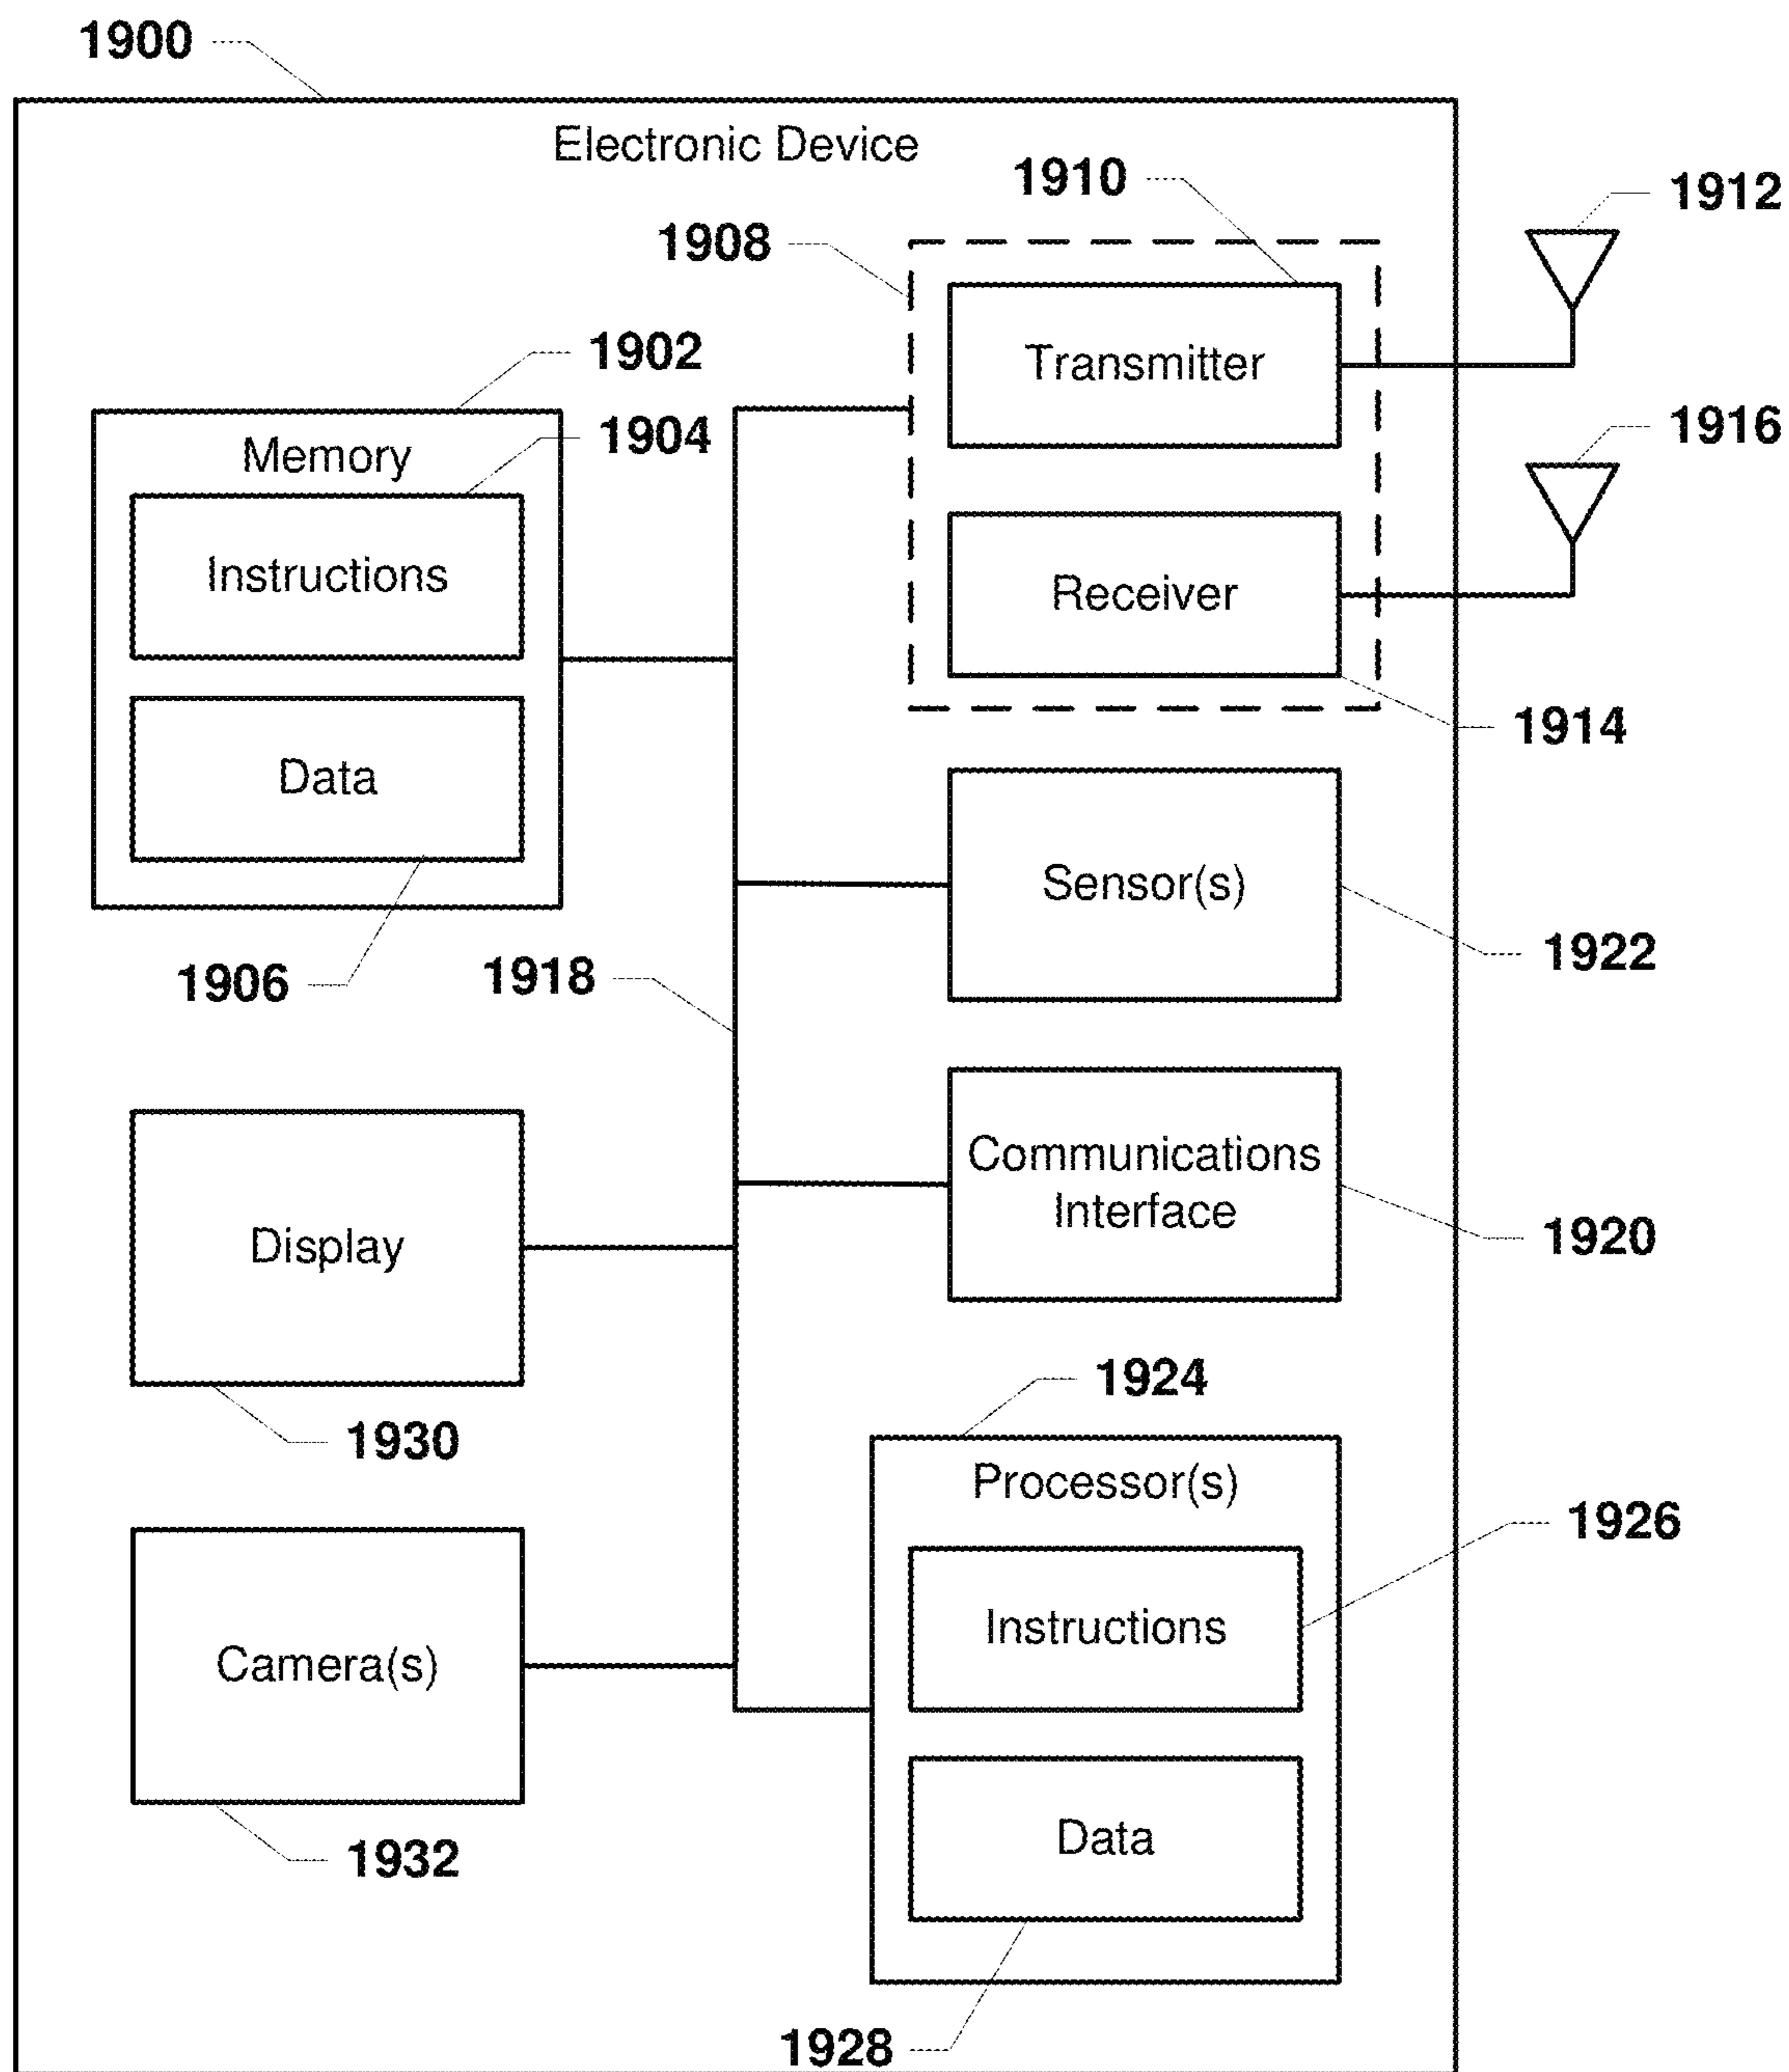 1900
Electronic Device
1910
1912
1908
Transmitter
1902
1904
1916
Memory
Instructions
Receiver
1914
Data
Sensor(s)
1922
1906
1918
Communications
Interface
1920
Display
1924
1930
Processor(s)
1926
Instructions
Camera(s)
Data
1932
1928